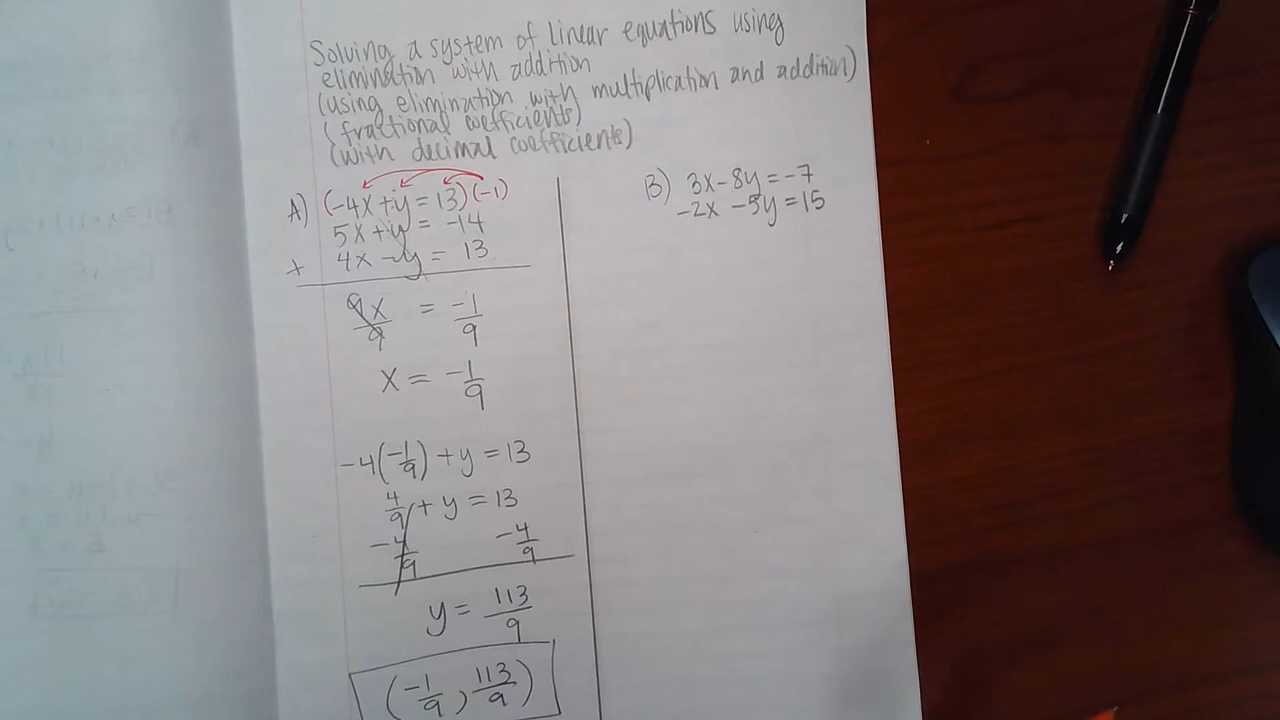 Solving a system of linear equations using
elimination with addition
(using elimination with multiplication and addition)
(fractional coefficients)
(with decimal coefficients)
A) (-4x + y = 13)(-1)
5x + y = -14
+ 4x - y = 13
9x/9 = -1/9
x = -1/9
-4(-1/9) + y = 13
4/9 + y = 13
-4/9 -4/9
y = 113/9
(-1/9, 113/9)
B) 3x - 8y = -7
-2x - 5y = 15